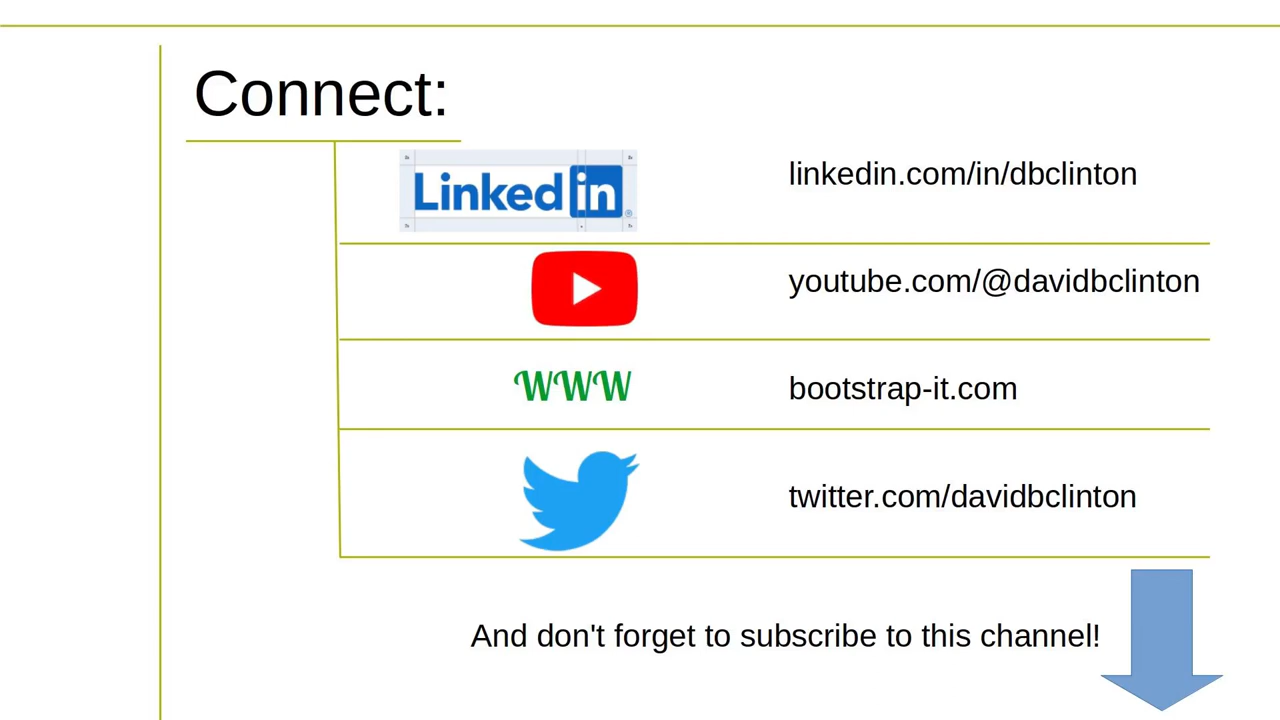 Connect:
Linkedin
linkedin.com/in/dbclinton
youtube.com/@davidbclinton
WWW
bootstrap-it.com
twitter.com/davidbclinton
And don't forget to subscribe to this channel!